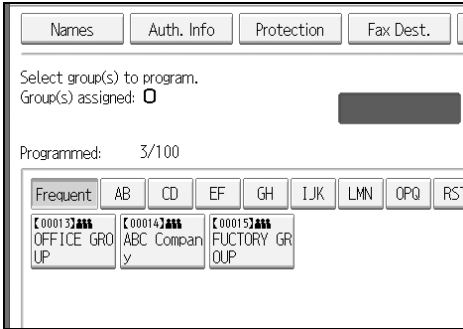 Names Auth. Info Protection Fax Dest.
Select group(s) to program.
Group(s) assigned: 0
Programmed: 3/100
Frequent AB CD EF GH IJK LMN OPQ RST
【00013】 【00014】 【00015】
OFFICE GRO ABC Compan FUCTORY GR
UP y OUP